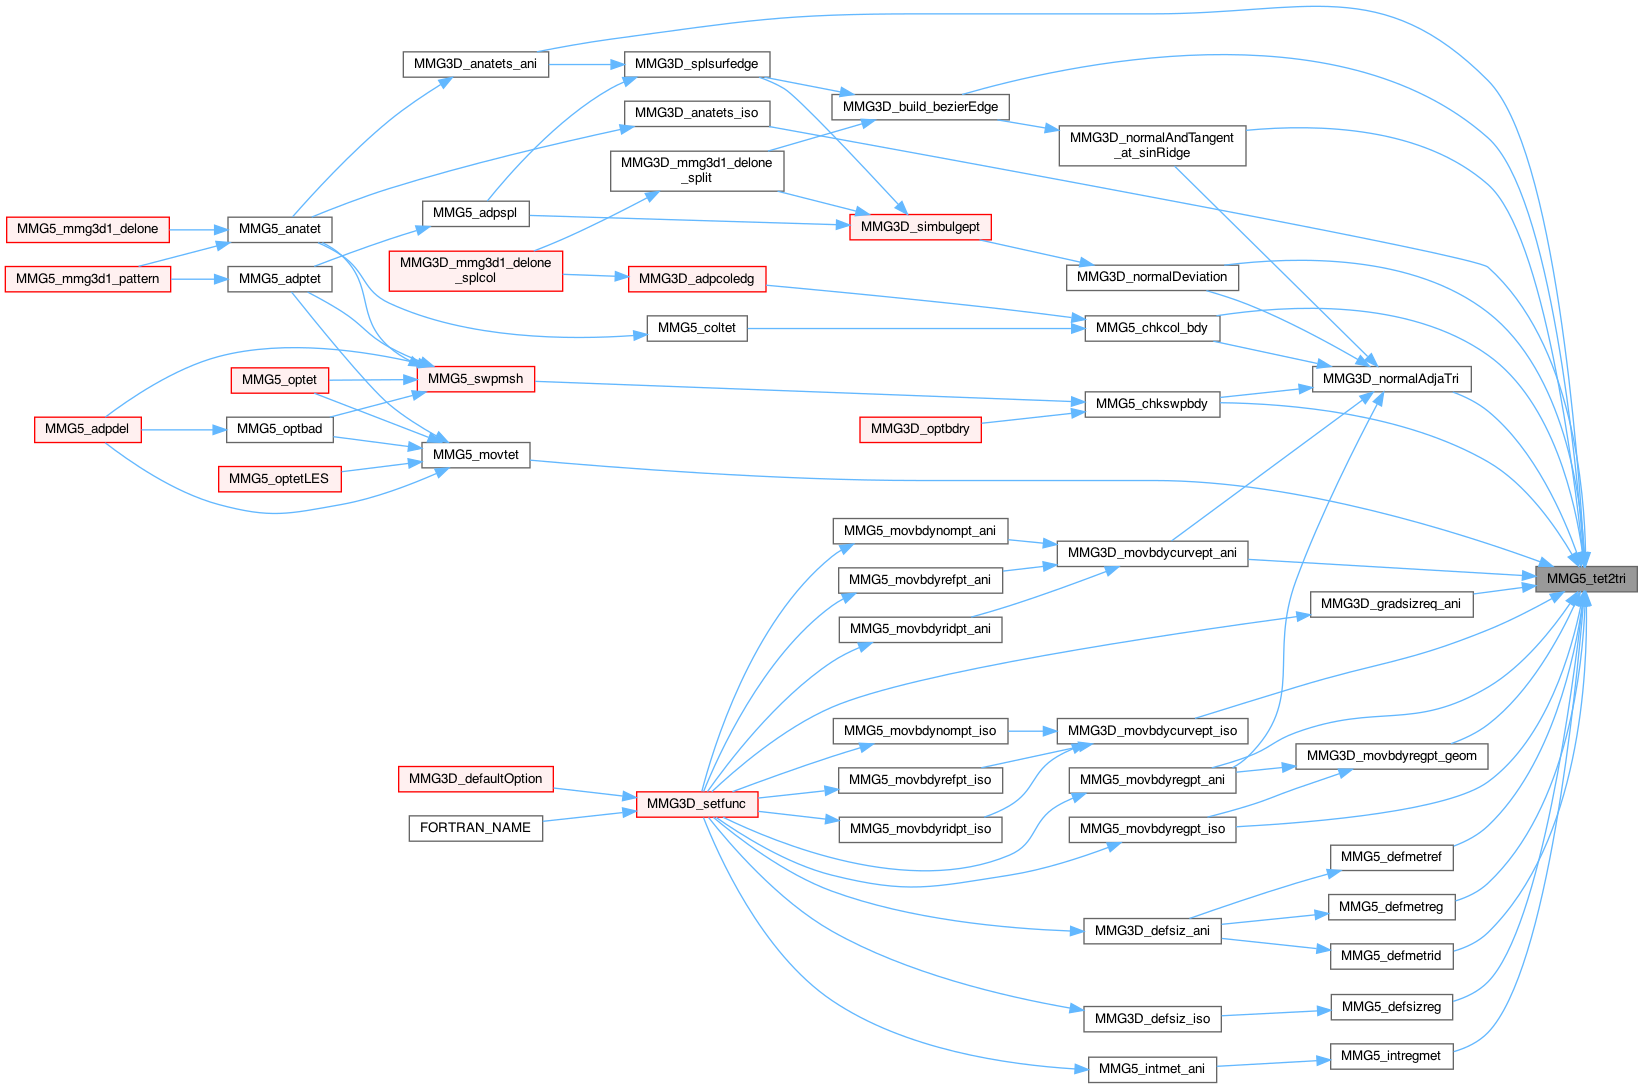 MMG3D_anatets_ani
MMG3D_splsurfedge
MMG3D_build_bezierEdge
MMG3D_anatets_iso
MMG3D_normalAndTangent
_at_sinRidge
MMG3D_mmg3d1_delone
_split
MMG5_mmg3d1_delone
MMG5_anatet
MMG5_adpspl
MMG3D_simbulgept
MMG5_mmg3d1_pattern
MMG5_adptet
MMG3D_mmg3d1_delone
_splcol
MMG3D_adpcoledg
MMG3D_normalDeviation
MMG5_coltet
MMG5_chkcol_bdy
MMG5_optet
MMG5_swpmsh
MMG3D_normalAdjaTri
MMG5_chkswpbdy
MMG5_adpdel
MMG5_optbad
MMG3D_optbdry
MMG5_movtet
MMG5_optetLES
MMG5_movbdynompt_ani
MMG3D_movbdycurvept_ani
MMG5_tet2tri
MMG5_movbdyrefpt_ani
MMG3D_gradsizreq_ani
MMG5_movbdyridpt_ani
MMG5_movbdynompt_iso
MMG3D_movbdycurvept_iso
MMG3D_movbdyregpt_geom
MMG3D_defaultOption
MMG5_movbdyrefpt_iso
MMG5_movbdyregpt_ani
MMG3D_setfunc
FORTRAN_NAME
MMG5_movbdyridpt_iso
MMG5_movbdyregpt_iso
MMG5_defmetref
MMG5_defmetreg
MMG3D_defsiz_ani
MMG5_defmetrid
MMG5_defsizreg
MMG3D_defsiz_iso
MMG5_intregmet
MMG5_intmet_ani